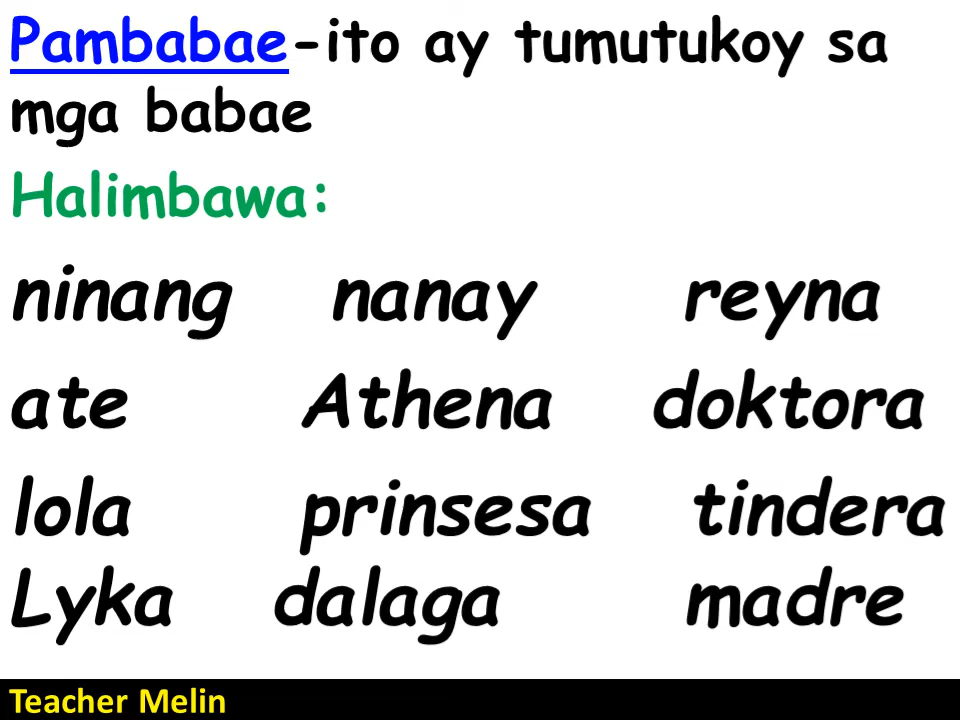 Pambabae-ito ay tumutukoy sa
mga babae
Halimbawa:
ninang nanay reyna
ate Athena doktora
lola prinsesa tindera
Lyka dalaga madre
Teacher Melin